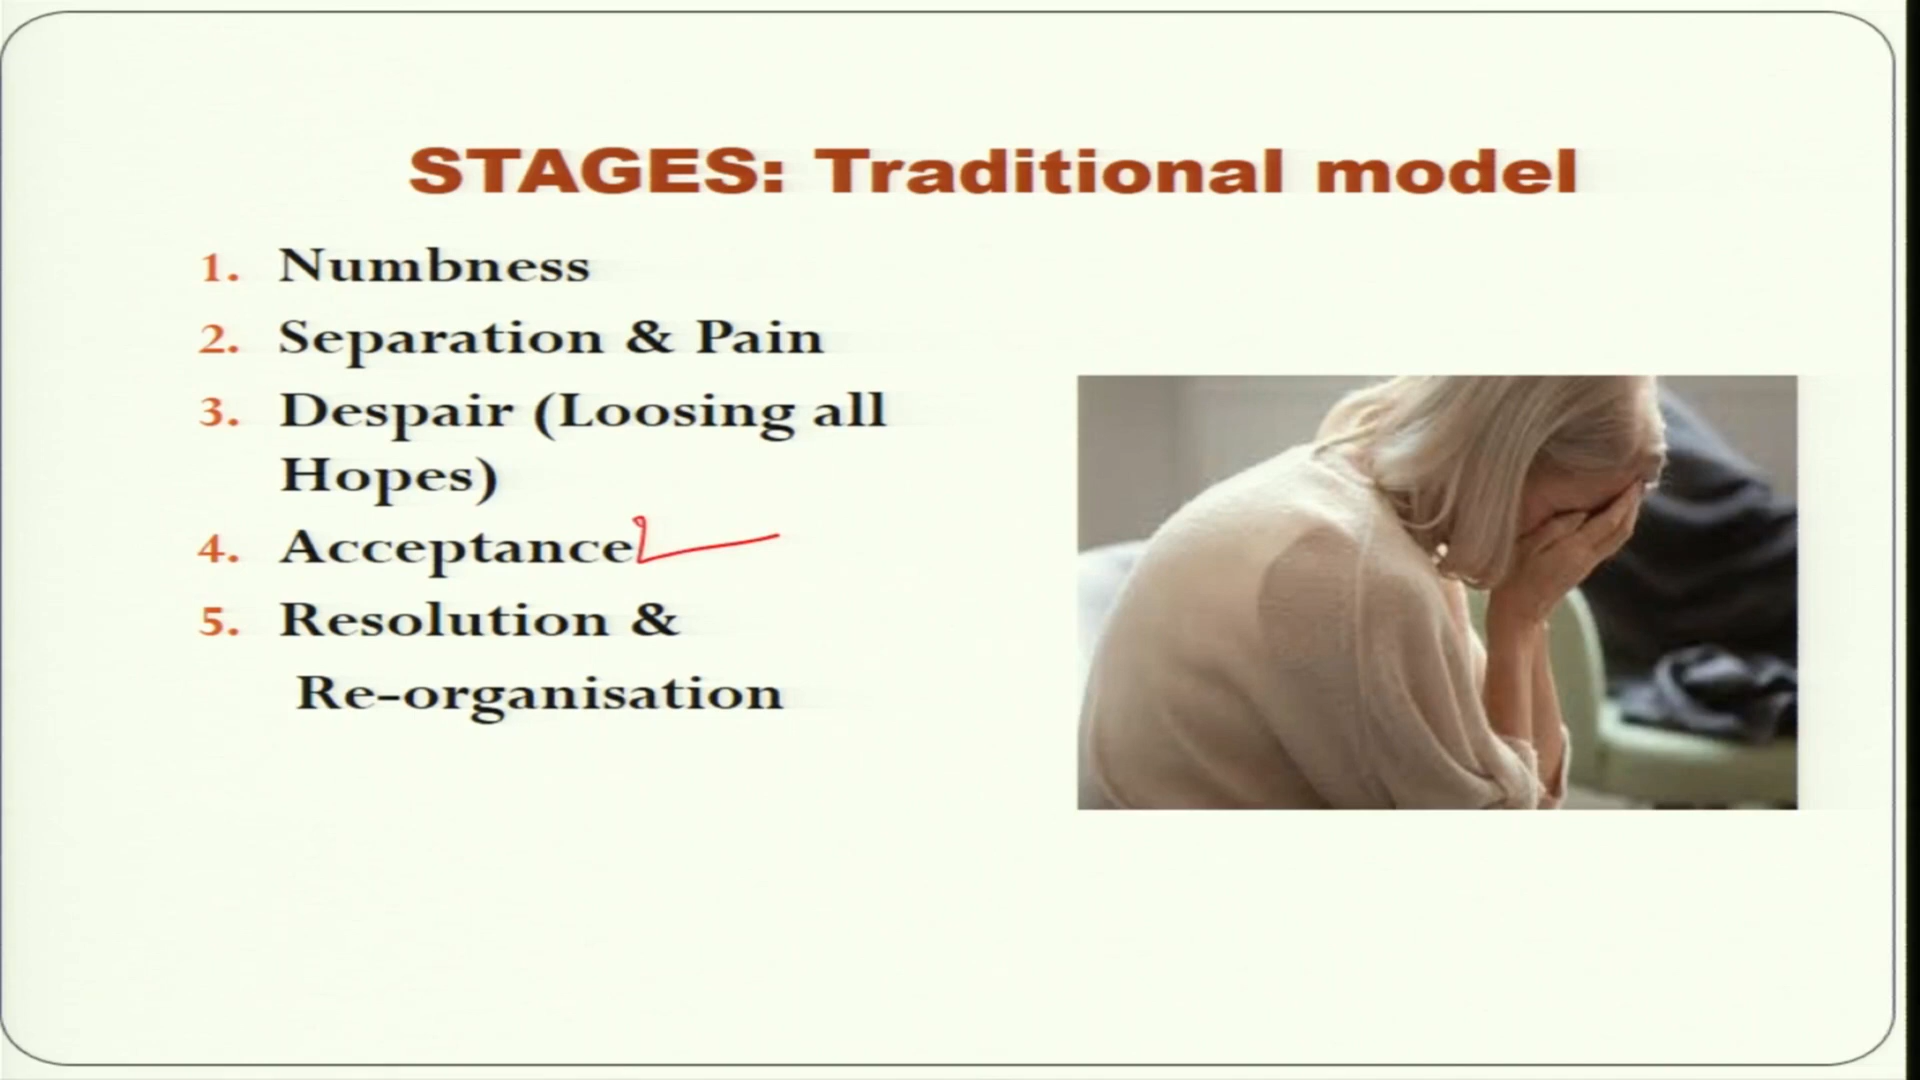 STAGES: Traditional model
1. Numbness
2. Separation & Pain
3. Despair (Loosing all
Hopes)
4. Acceptance
5. Resolution &
Re-organisation